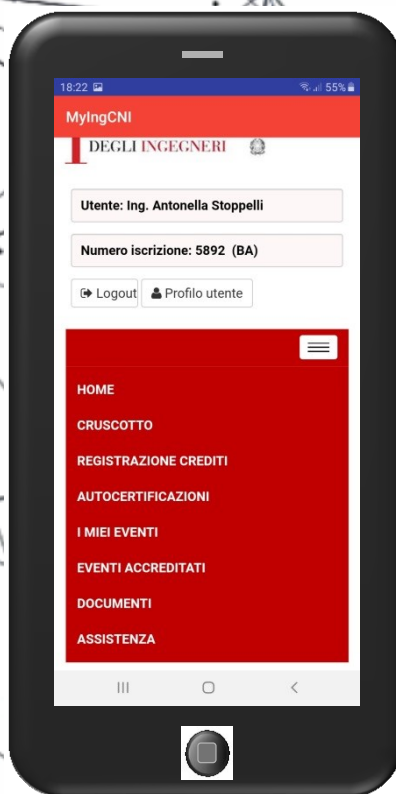 18:22 55%
MyIngCNI
DEGLI INGEGNERI
Utente: Ing. Antonella Stoppelli
Numero iscrizione: 5892 (BA)
Logout Profilo utente
HOME
CRUSCOTTO
REGISTRAZIONE CREDITI
AUTOCERTIFICAZIONI
I MIEI EVENTI
EVENTI ACCREDITATI
DOCUMENTI
ASSISTENZA